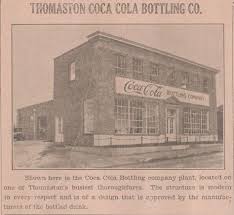 THOMASTON COCA COLA BOTTLING CO.
Coca-Cola
BOTTLING COMPANY
Shown here is the Coca Cola Bottling company plant, located on
one of Thomaston's busiest thoroughfares. The structure is modern
in every respect and is of a design that is approved by the manufac-
turers of the bottled drink.